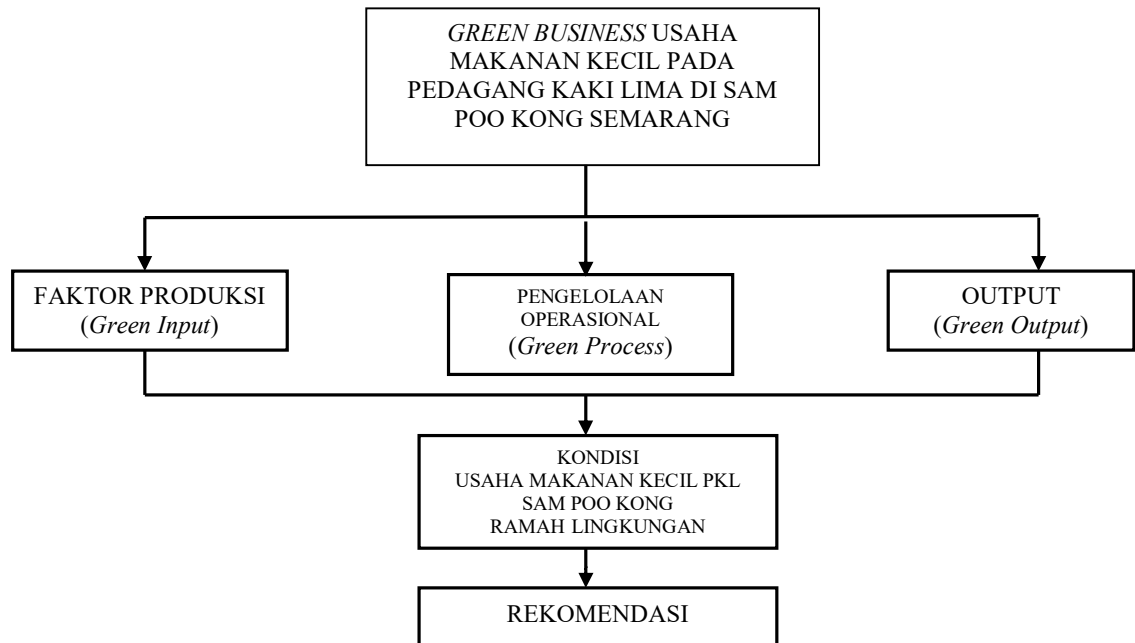 GREEN BUSINESS USAHA
MAKANAN KECIL PADA
PEDAGANG KAKI LIMA DI SAM
POO KONG SEMARANG
FAKTOR PRODUKSI
(Green Input)
PENGELOLAAN
OPERASIONAL
(Green Process)
OUTPUT
(Green Output)
KONDISI
USAHA MAKANAN KECIL PKL
SAM POO KONG
RAMAH LINGKUNGAN
REKOMENDASI